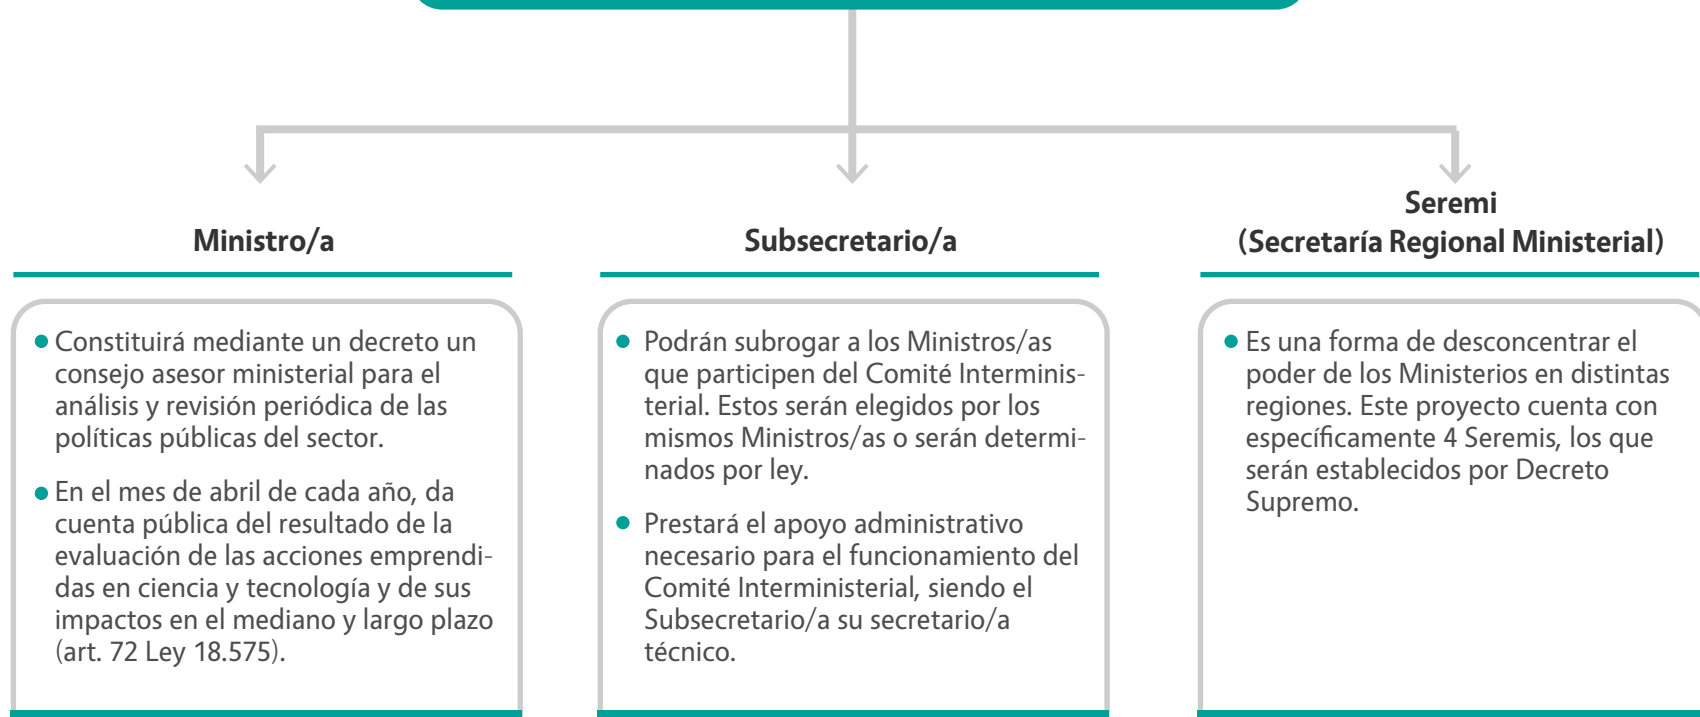 Ministro/a
Constituirá mediante un decreto un
consejo asesor ministerial para el
análisis y revisión periódica de las
políticas públicas del sector.
En el mes de abril de cada año, da
cuenta pública del resultado de la
evaluación de las acciones emprendi-
das en ciencia y tecnología y de sus
impactos en el mediano y largo plazo
(art. 72 Ley 18.575).
Subsecretario/a
Podrán subrogar a los Ministros/as
que participen del Comité Interminis-
terial. Estos serán elegidos por los
mismos Ministros/as o serán determi-
nados por ley.
Prestará el apoyo administrativo
necesario para el funcionamiento del
Comité Interministerial, siendo el
Subsecretario/a su secretario/a
técnico.
Seremi
(Secretaría Regional Ministerial)
Es una forma de desconcentrar el
poder de los Ministerios en distintas
regiones. Este proyecto cuenta con
específicamente 4 Seremis, los que
serán establecidos por Decreto
Supremo.